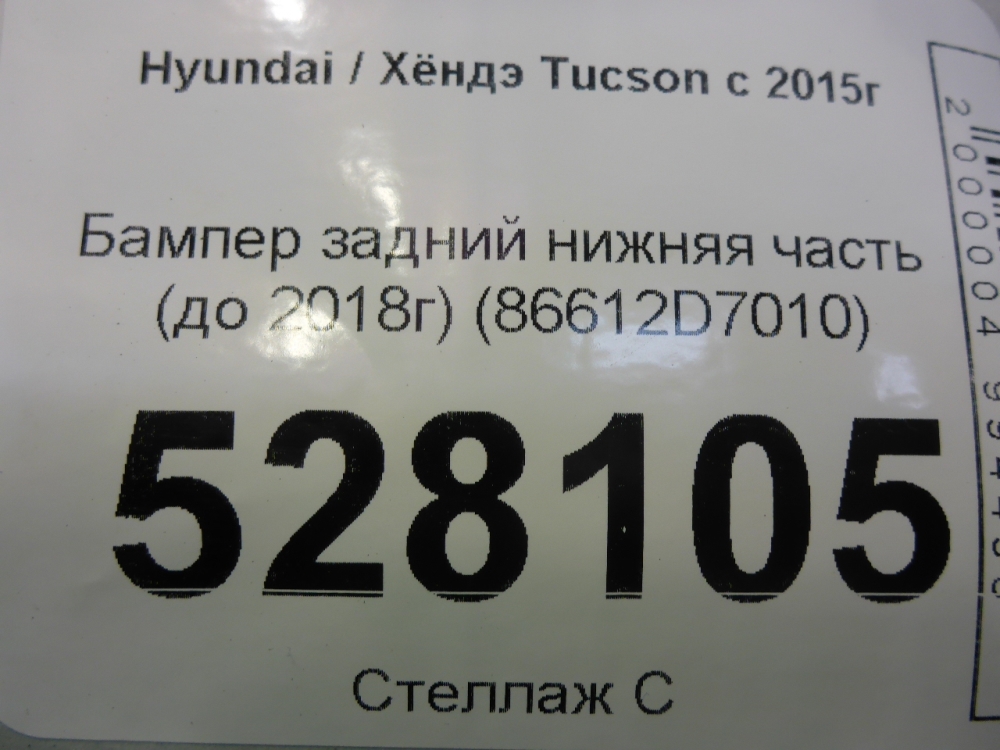 Hyundai / Хёндэ Tucson с 2015г
Бампер задний нижняя часть
(до 2018г) (86612D7010)
528105
Стеллаж С